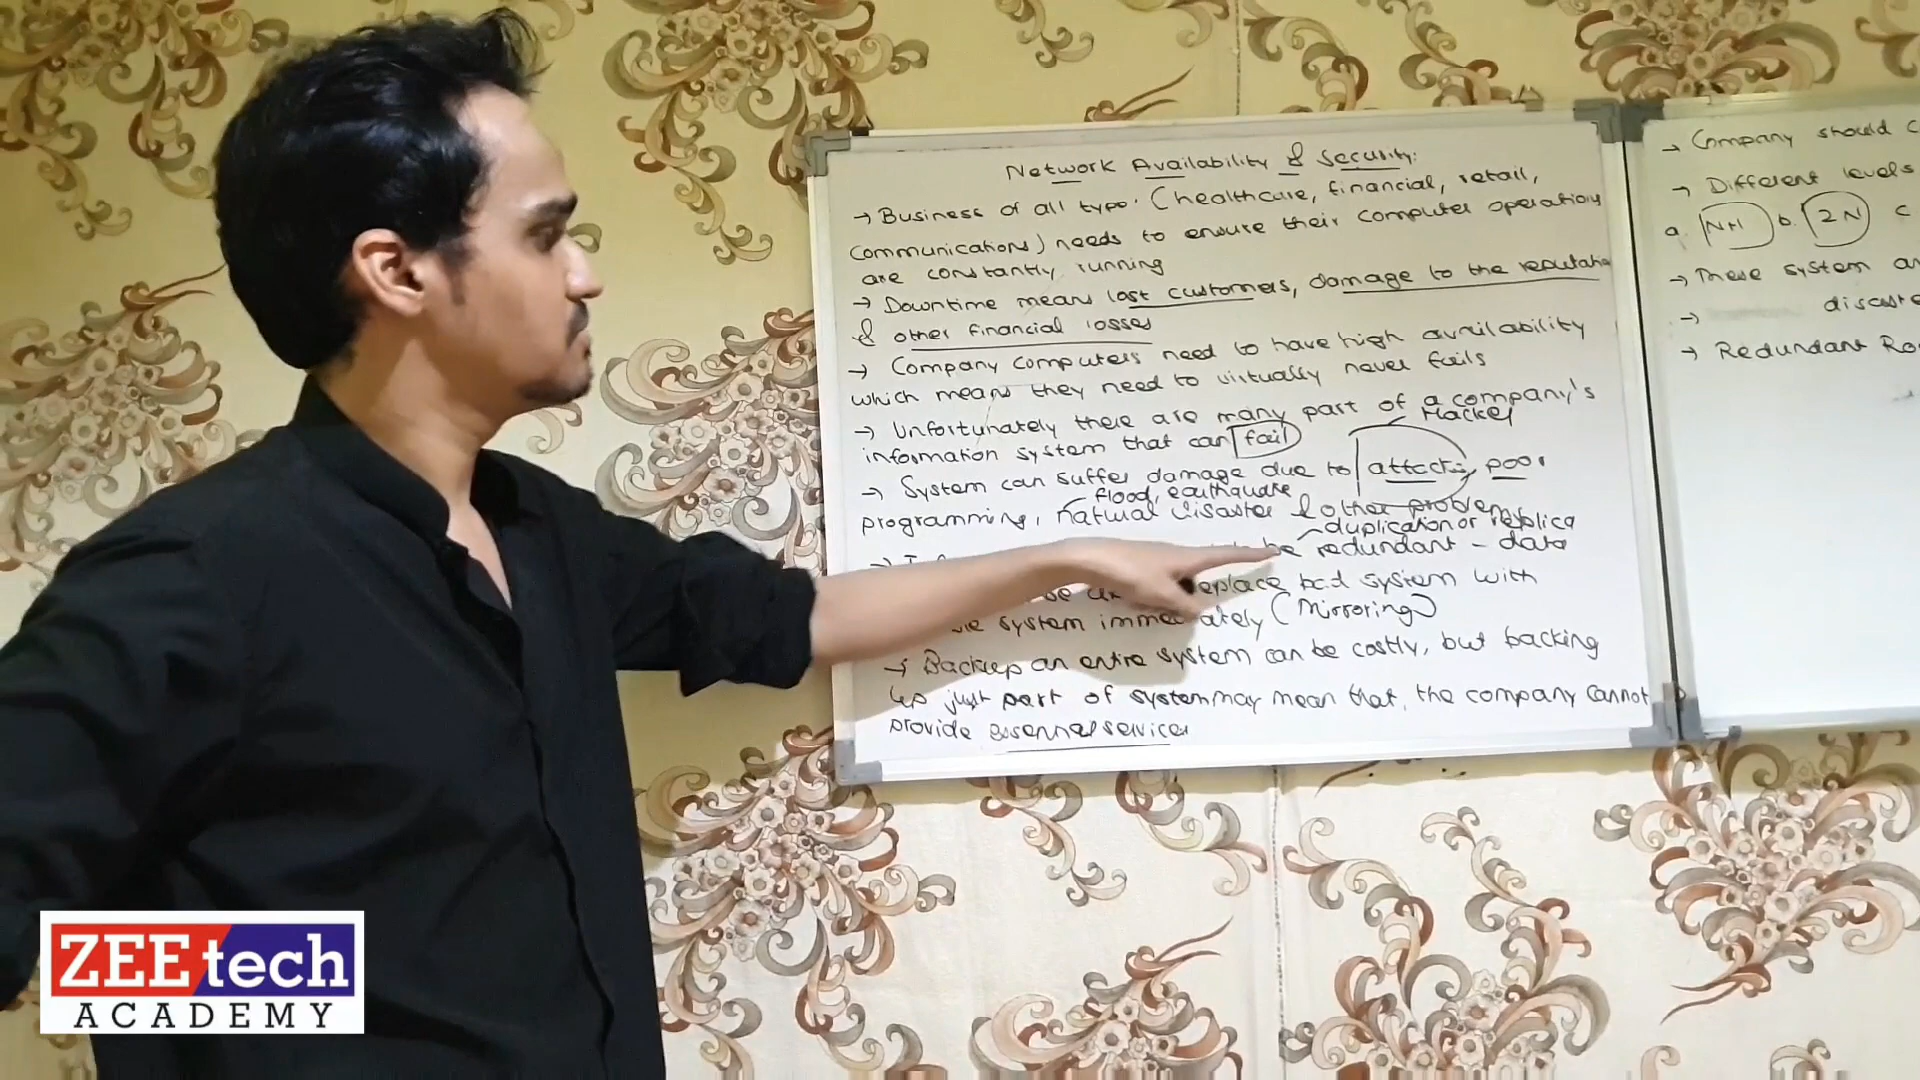 Network Availability & Security:
→ Business of all type. (healthcare, financial, retail,
communications) needs to ensure their computer operations
are constantly running
→ Downtime means lost customers, damage to the reputation
& other financial losses
→ Company computers need to have high availability
which means they need to virtually never fails
→ Unfortunately there are many part of a company's
Hacker
information system that can fail
→ System can suffer damage due to attacks, poor
flood, earthquake
programming, natural disaster & other problems
duplication or replica
be redundant - data
replace bad system with
system immediately (Mirroring)
→ Backup an entire system can be costly, but backing
up just part of system may mean that, the company cannot
provide essential services
→ Company should
→ Different levels
a. N+1 b. 2N c
→ These system
→ disaste
→ Redundant Ro
ZEE tech
ACADEMY